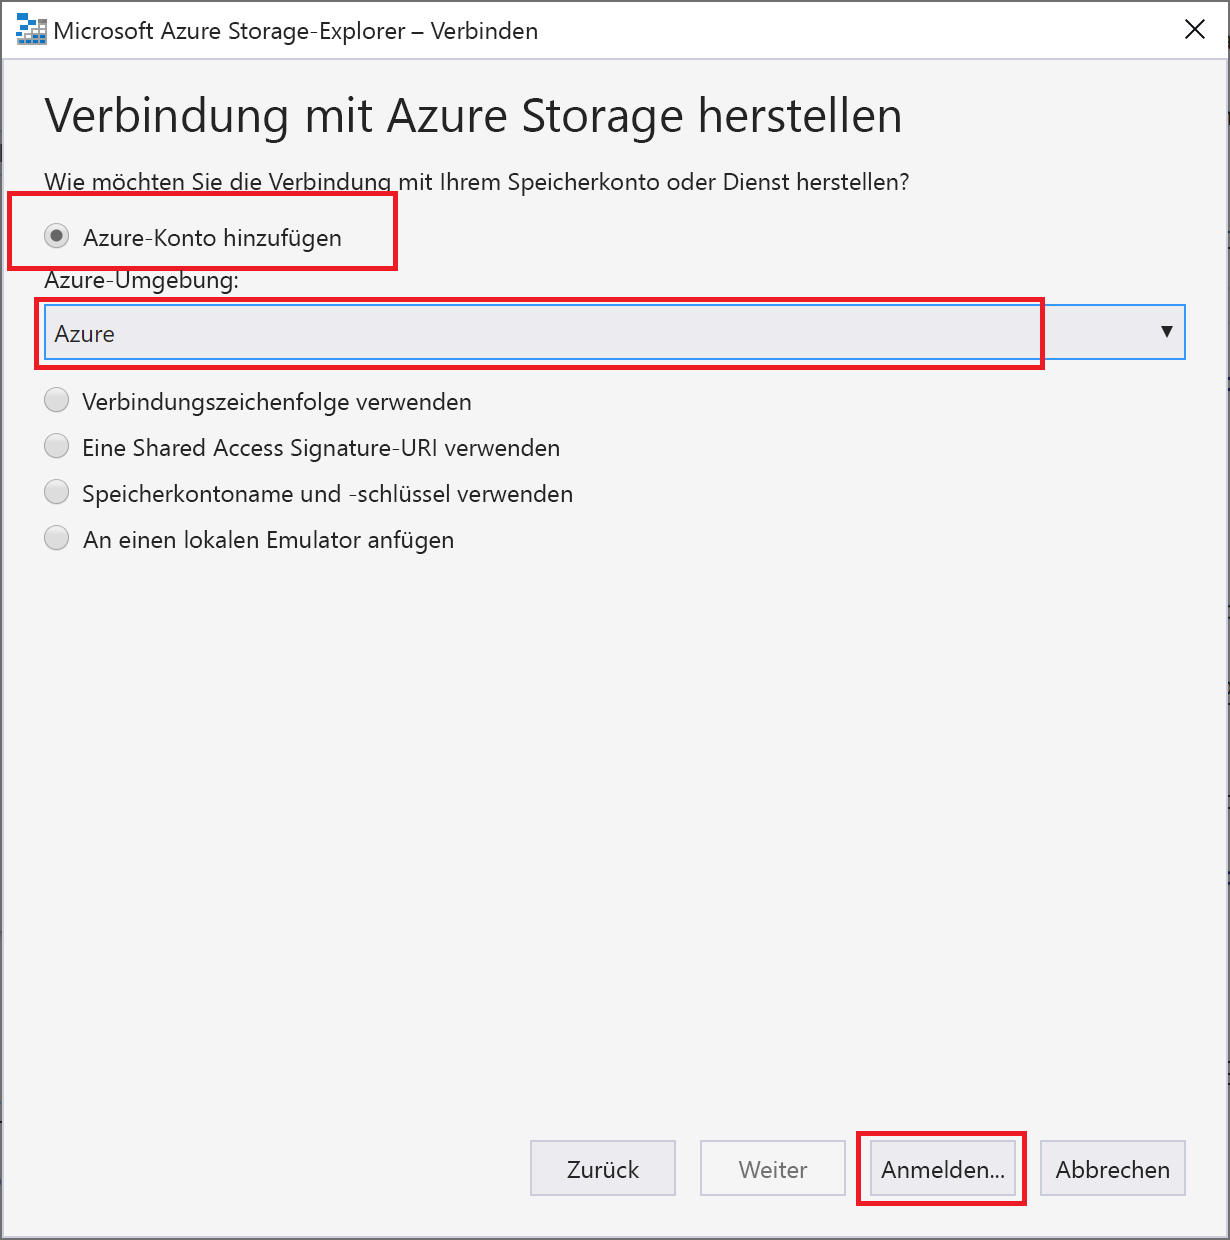 Microsoft Azure Storage-Explorer – Verbinden
Verbindung mit Azure Storage herstellen
Wie möchten Sie die Verbindung mit Ihrem Speicherkonto oder Dienst herstellen?
Azure-Konto hinzufügen
Azure-Umgebung:
Azure
Verbindungszeichenfolge verwenden
Eine Shared Access Signature-URI verwenden
Speicherkontoname und -schlüssel verwenden
An einen lokalen Emulator anfügen
Zurück Weiter Anmelden... Abbrechen